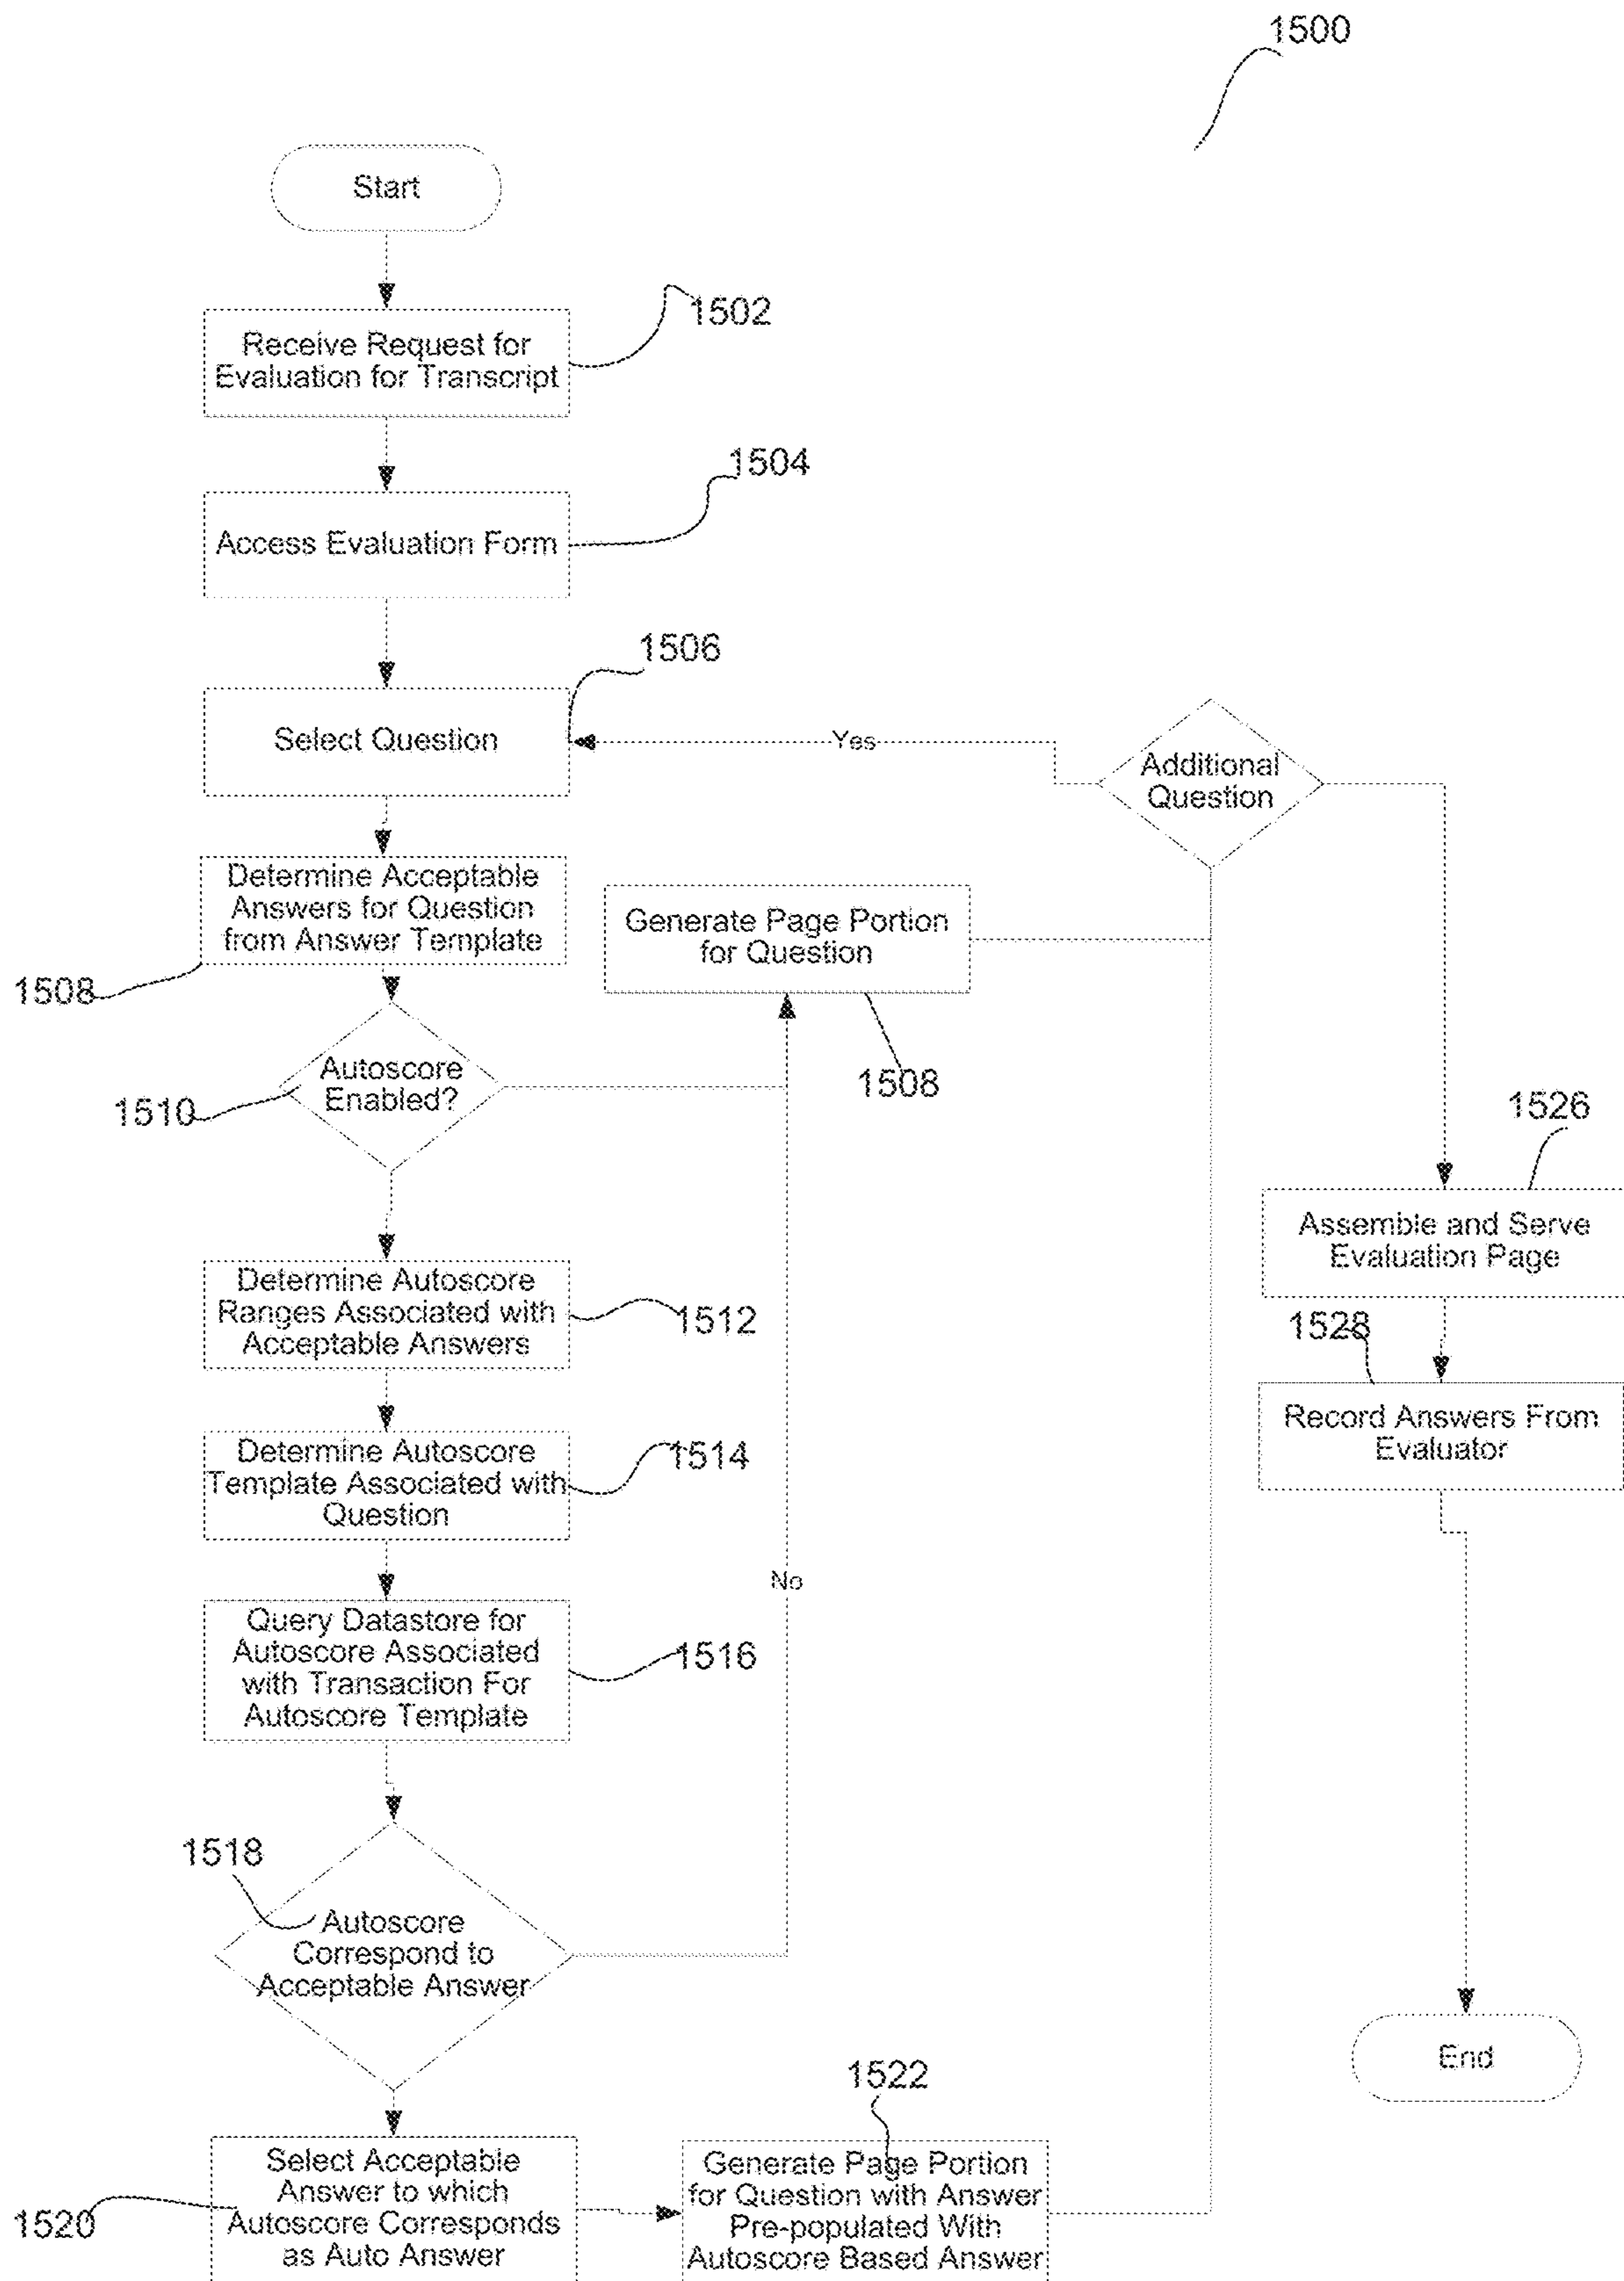 1500
Start
1502
Receive Request for
Evaluation for Transcript
1504
Access Evaluation Form
1506
Select Question
Yes
Additional
Question
Determine Acceptable
Answers for Question
from Answer Template
1508
Generate Page Portion
for Question
1508
Autoscore
Enabled?
1510
1526
Assemble and Serve
Evaluation Page
Determine Autoscore
Ranges Associated with
Acceptable Answers
1512
1528
Record Answers From
Evaluator
Determine Autoscore
Template Associated with
Question
1514
No
Query Datastore for
Autoscore Associated
with Transaction For
Autoscore Template
1516
1518
Autoscore
Correspond to
Acceptable Answer
End
1522
Select Acceptable
Answer to which
Autoscore Corresponds
as Auto Answer
1520
Generate Page Portion
for Question with Answer
Pre-populated With
Autoscore Based Answer